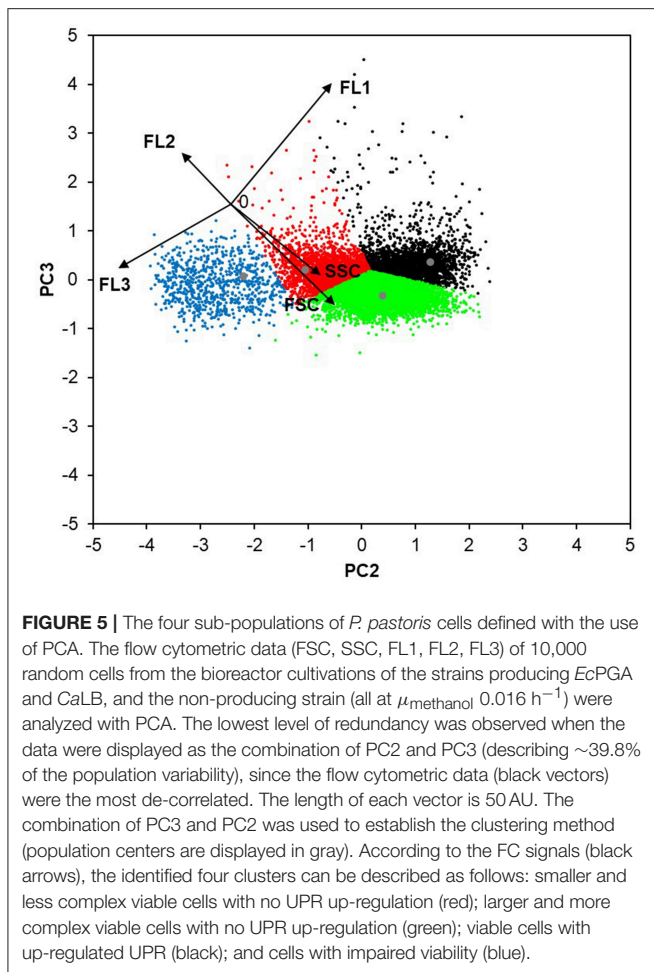 5
4
3
2
1
0
-1
-2
-3
-4
-5
PC3
FL1
FL2
0
FL3
SSC
FSC
-5 -4 -3 -2 -1 0 1 2 3 4 5
PC2
FIGURE 5 | The four sub-populations of P. pastoris cells defined with the use
of PCA. The flow cytometric data (FSC, SSC, FL1, FL2, FL3) of 10,000
random cells from the bioreactor cultivations of the strains producing EcPGA
and CaLB, and the non-producing strain (all at μmethanol 0.016 h⁻¹) were
analyzed with PCA. The lowest level of redundancy was observed when the
data were displayed as the combination of PC2 and PC3 (describing ∼39.8%
of the population variability), since the flow cytometric data (black vectors)
were the most de-correlated. The length of each vector is 50 AU. The
combination of PC3 and PC2 was used to establish the clustering method
(population centers are displayed in gray). According to the FC signals (black
arrows), the identified four clusters can be described as follows: smaller and
less complex viable cells with no UPR up-regulation (red); larger and more
complex viable cells with no UPR up-regulation (green); viable cells with
up-regulated UPR (black); and cells with impaired viability (blue).